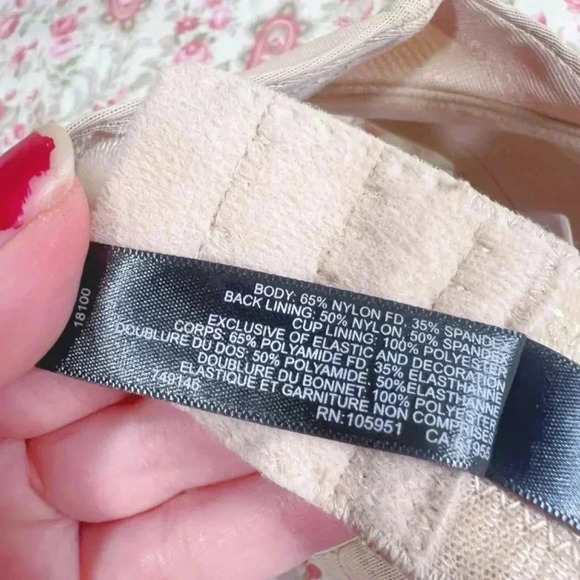 BODY: 65% NYLON FD, 35% SPANDEX
BACK LINING: 50% NYLON, 50% SPANDEX
CUP LINING: 100% POLYESTER
EXCLUSIVE OF ELASTIC AND DECORATION
CORPS: 65% POLYAMIDE FD, 35% ELASTHANNE
DOUBLURE DU DOS: 50% POLYAMIDE, 50%ELASTHANNE
DOUBLURE DU BONNET: 100% POLYESTER
ELASTIQUE ET GARNITURE NON COMPRISE
RN:105951
749146
18100